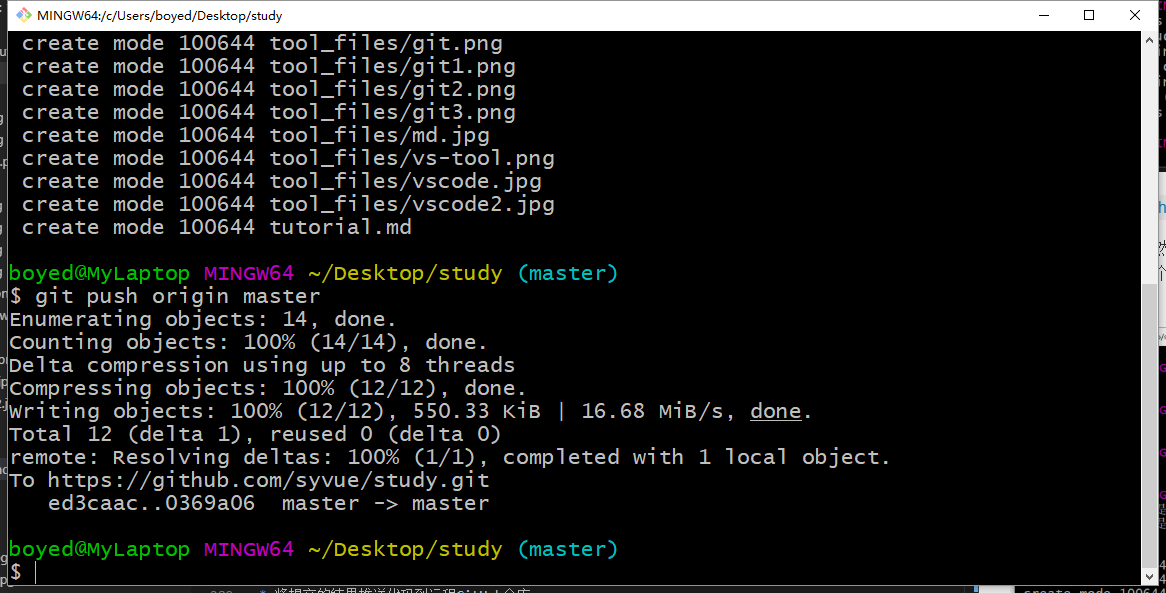 MINGW64:/c/Users/boyed/Desktop/study
create mode 100644 tool_files/git.png
create mode 100644 tool_files/git1.png
create mode 100644 tool_files/git2.png
create mode 100644 tool_files/git3.png
create mode 100644 tool_files/md.jpg
create mode 100644 tool_files/vs-tool.png
create mode 100644 tool_files/vscode.jpg
create mode 100644 tool_files/vscode2.jpg
create mode 100644 tutorial.md
boyed@MyLaptop MINGW64 ~/Desktop/study (master)
$ git push origin master
Enumerating objects: 14, done.
Counting objects: 100% (14/14), done.
Delta compression using up to 8 threads
Compressing objects: 100% (12/12), done.
Writing objects: 100% (12/12), 550.33 KiB | 16.68 MiB/s, done.
Total 12 (delta 1), reused 0 (delta 0)
remote: Resolving deltas: 100% (1/1), completed with 1 local object.
To https://github.com/syvue/study.git
ed3caac..0369a06  master -> master
boyed@MyLaptop MINGW64 ~/Desktop/study (master)
$